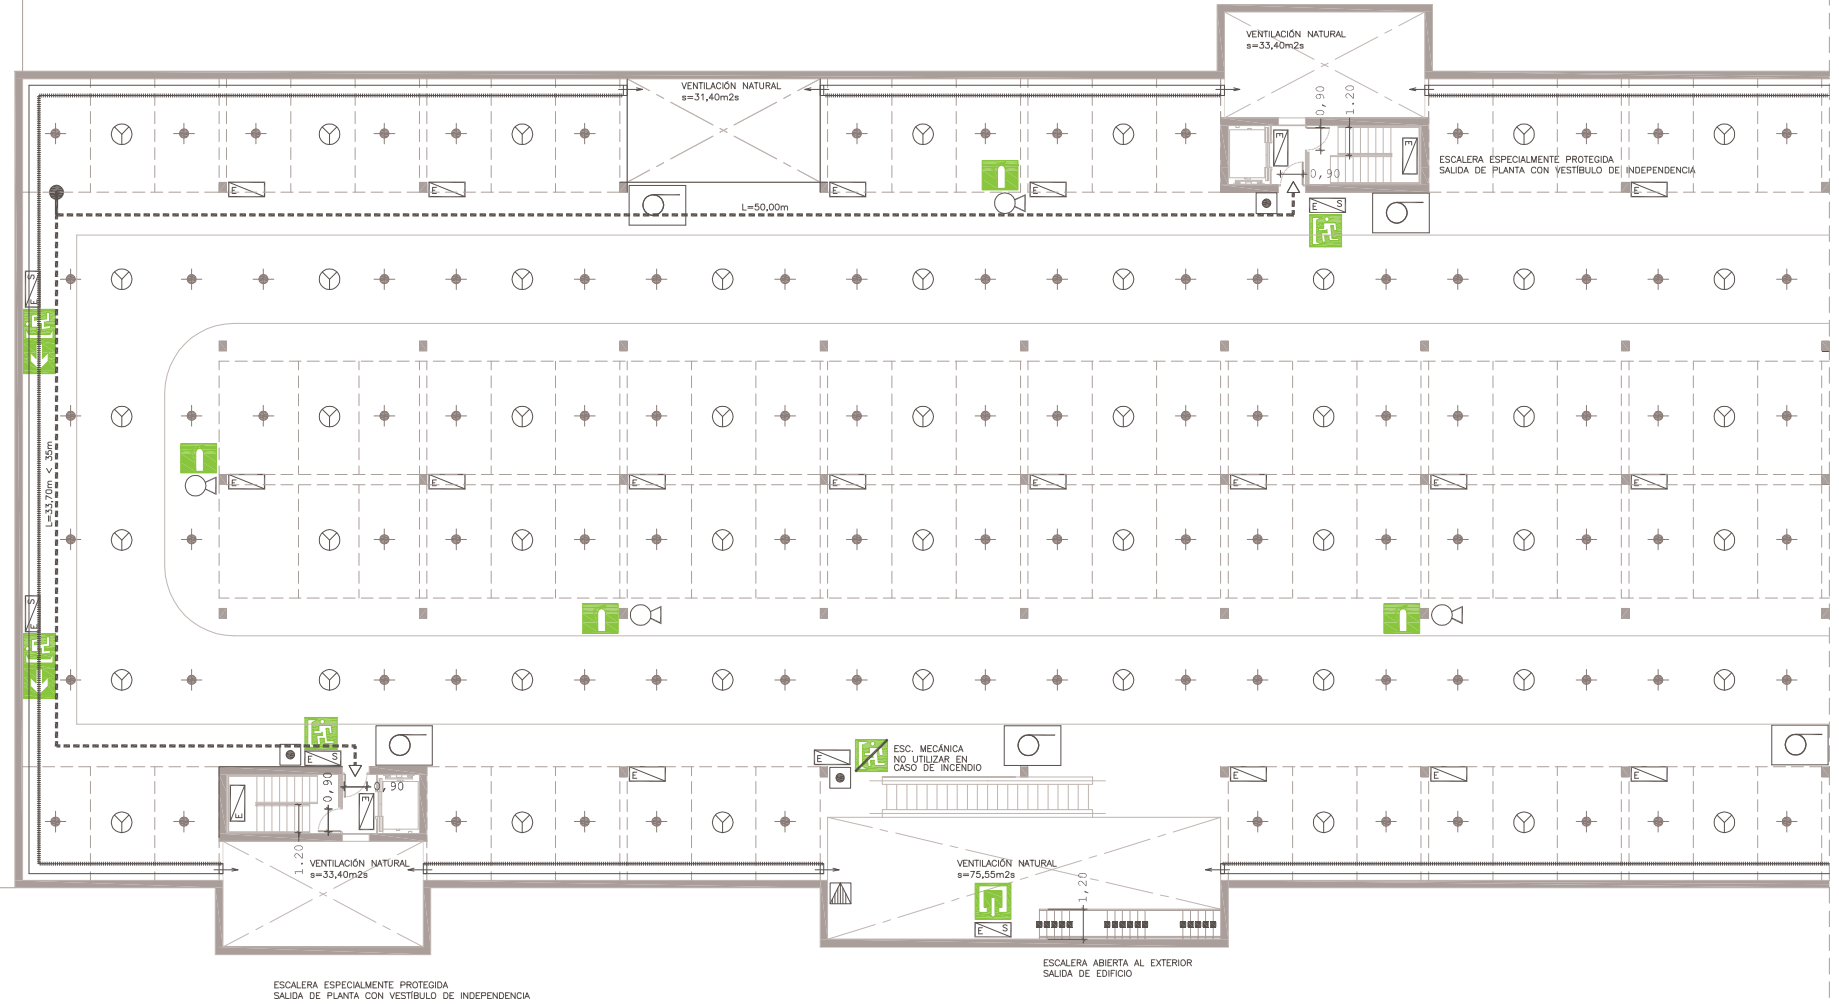 VENTILACIÓN NATURAL
s=33,40m2s
VENTILACIÓN NATURAL
s=31,40m2s
0,90
1.20
E
E
ESCALERA ESPECIALMENTE PROTEGIDA
SALIDA DE PLANTA CON VESTÍBULO DE INDEPENDENCIA
0,90
E
E
E
E
E
E S
L=50,00m
S
E
L=33,70m < 35m
E
E
E
E
E
E
E
E
S
E
E S
E
ESC. MECÁNICA
NO UTILIZAR EN
CASO DE INCENDIO
E
E
E
E
0,90
0,90
E
E
1.20
VENTILACIÓN NATURAL
s=33,40m2s
VENTILACIÓN NATURAL
s=75,55m2s
1,20
E S
ESCALERA ABIERTA AL EXTERIOR
SALIDA DE EDIFICIO
ESCALERA ESPECIALMENTE PROTEGIDA
SALIDA DE PLANTA CON VESTÍBULO DE INDEPENDENCIA